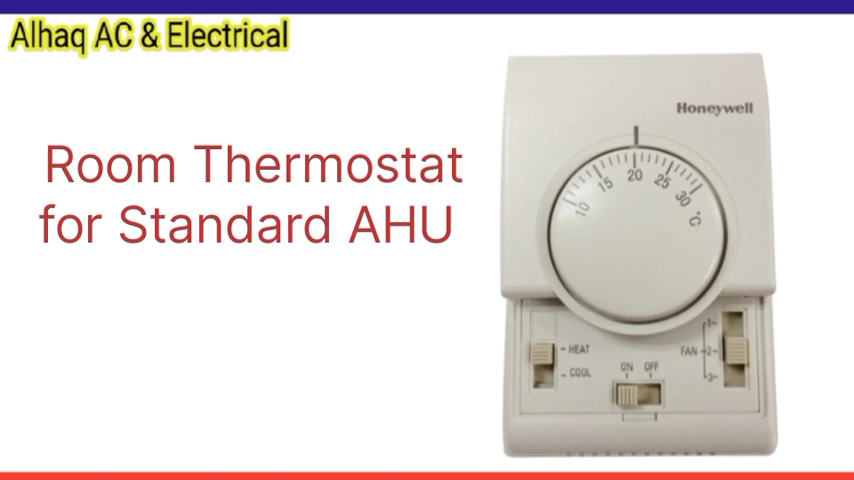 Alhaq AC & Electrical
Room Thermostat
for Standard AHU
Honeywell
10 15 20 25 30 °C
HEAT
COOL
ON OFF
FAN
1
2
3